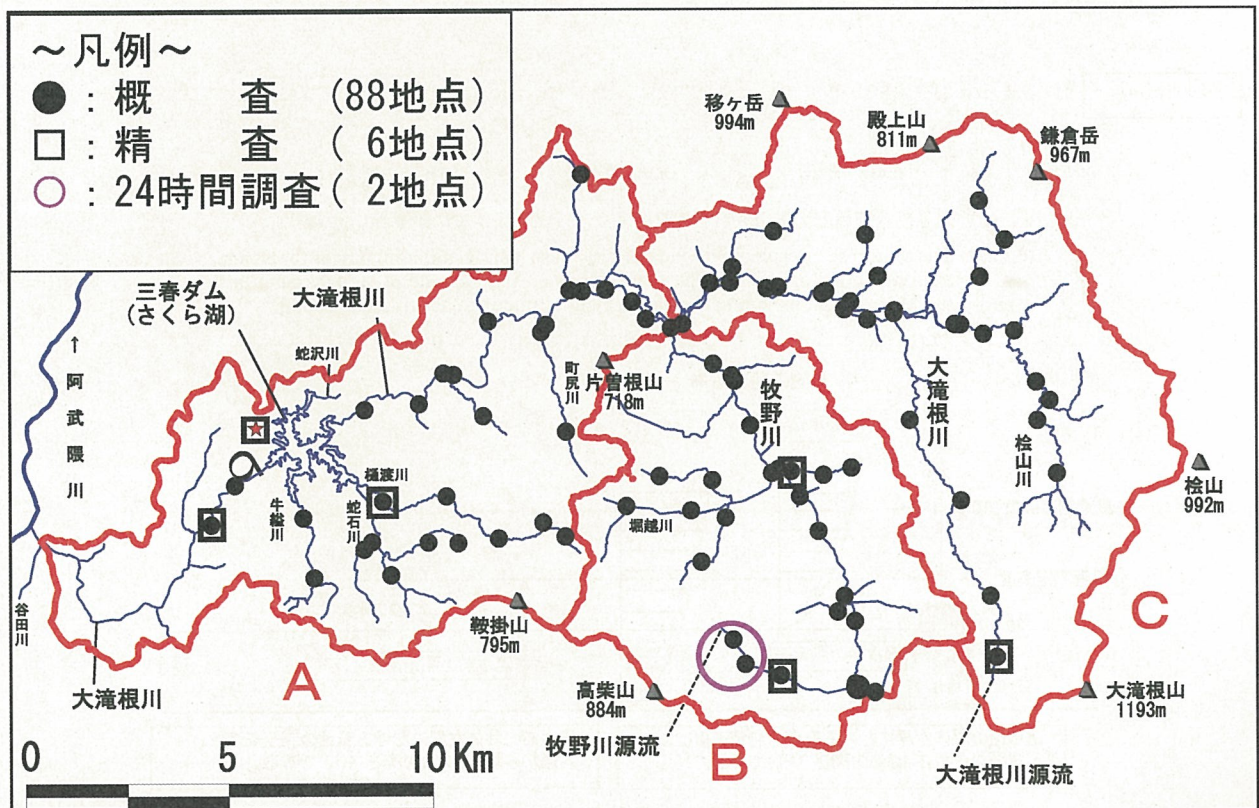 ～凡例～
●：概　　査　(88地点)
□：精　　査　( 6地点)
○：24時間調査( 2地点)
移ヶ岳
994m
殿上山
811m
鎌倉岳
967m
三春ダム
(さくら湖)
大滝根川
蛇沢川
↑阿武隈川
町尻川
片曽根山
718m
牧野川
大滝根川
桧山川
桧山
992m
樋渡川
牛縊川
蛇石川
堀越川
谷田川
鞍掛山
795m
C
A
大滝根川
高柴山
884m
大滝根山
1193m
牧野川源流
B
大滝根川源流
0 5 10Km